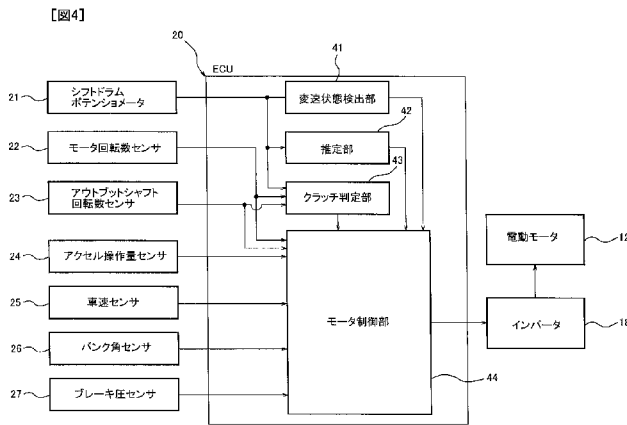 [図4]
20
ECU
41
21
シフトドラム
ポテンショメータ
変速状態検出部
42
22
モータ回転数センサ
推定部
43
23
アウトプットシャフト
回転数センサ
クラッチ判定部
24
アクセル操作量センサ
電動モータ
12
25
車速センサ
モータ制御部
インバータ
18
26
バンク角センサ
27
ブレーキ圧センサ
44